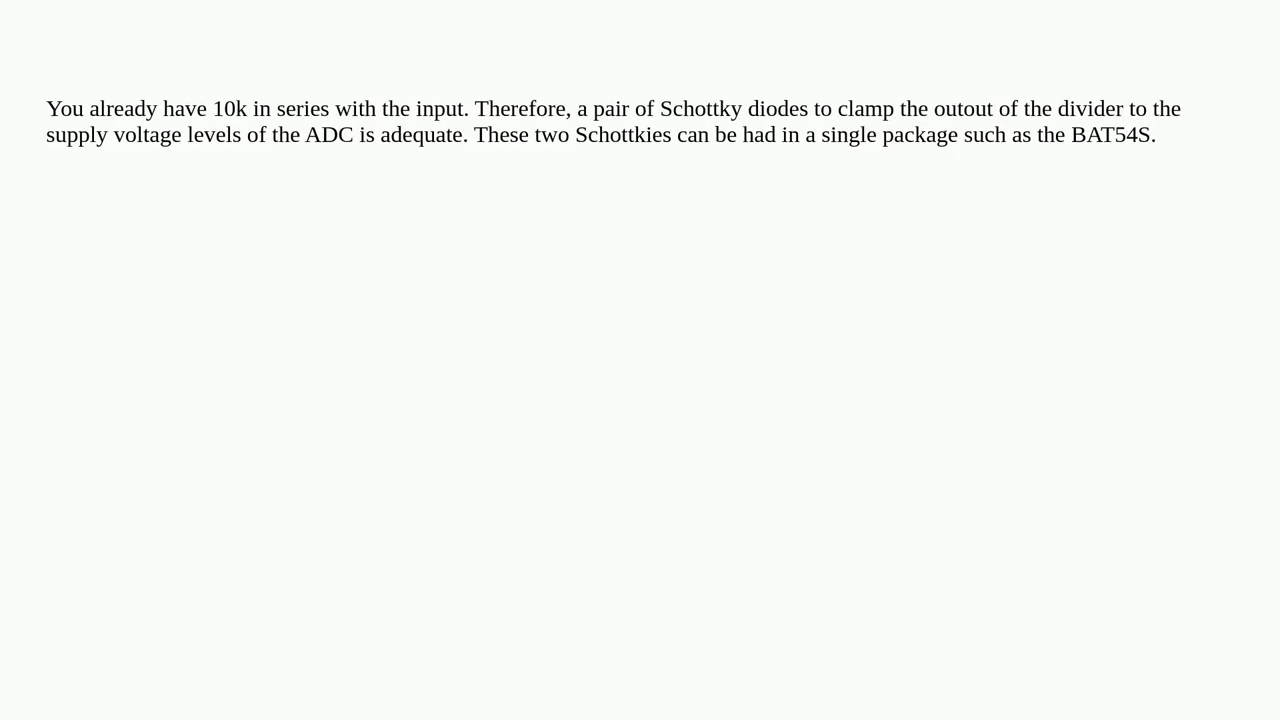 You already have 10k in series with the input. Therefore, a pair of Schottky diodes to clamp the outout of the divider to the
supply voltage levels of the ADC is adequate. These two Schottkies can be had in a single package such as the BAT54S.